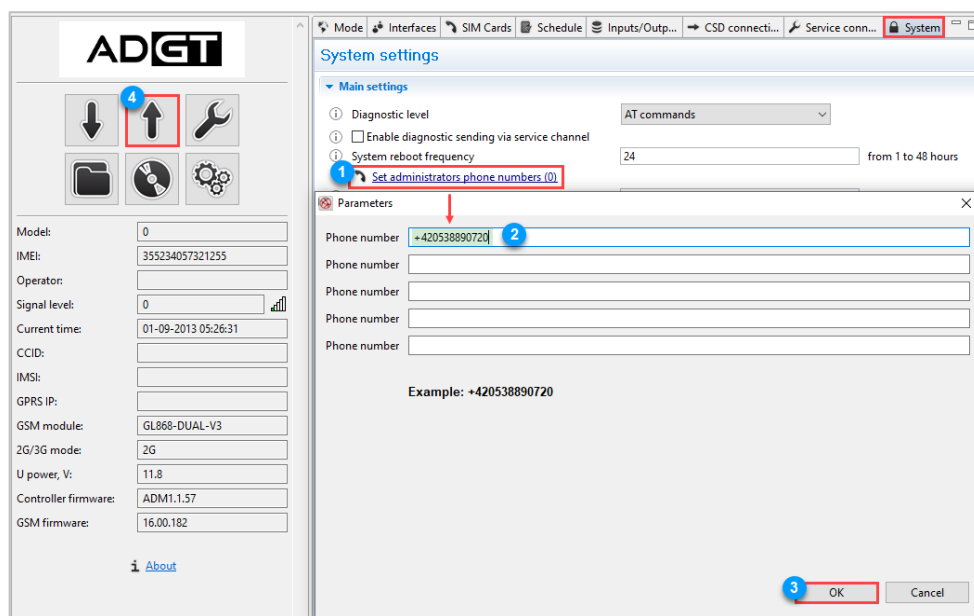 ADGT
Mode Interfaces SIM Cards Schedule Inputs/Outp... CSD connecti... Service conn... System
System settings
Main settings
Diagnostic level AT commands
Enable diagnostic sending via service channel
System reboot frequency 24 from 1 to 48 hours
1 Set administrators phone numbers (0)
4
Parameters
Phone number +420538890720 2
Phone number
Phone number
Phone number
Phone number
Example: +420538890720
3 OK Cancel
Model: 0
IMEI: 355234057321255
Operator:
Signal level: 0
Current time: 01-09-2013 05:26:31
CCID:
IMSI:
GPRS IP:
GSM module: GL868-DUAL-V3
2G/3G mode: 2G
U power, V: 11.8
Controller firmware: ADM1.1.57
GSM firmware: 16.00.182
i About